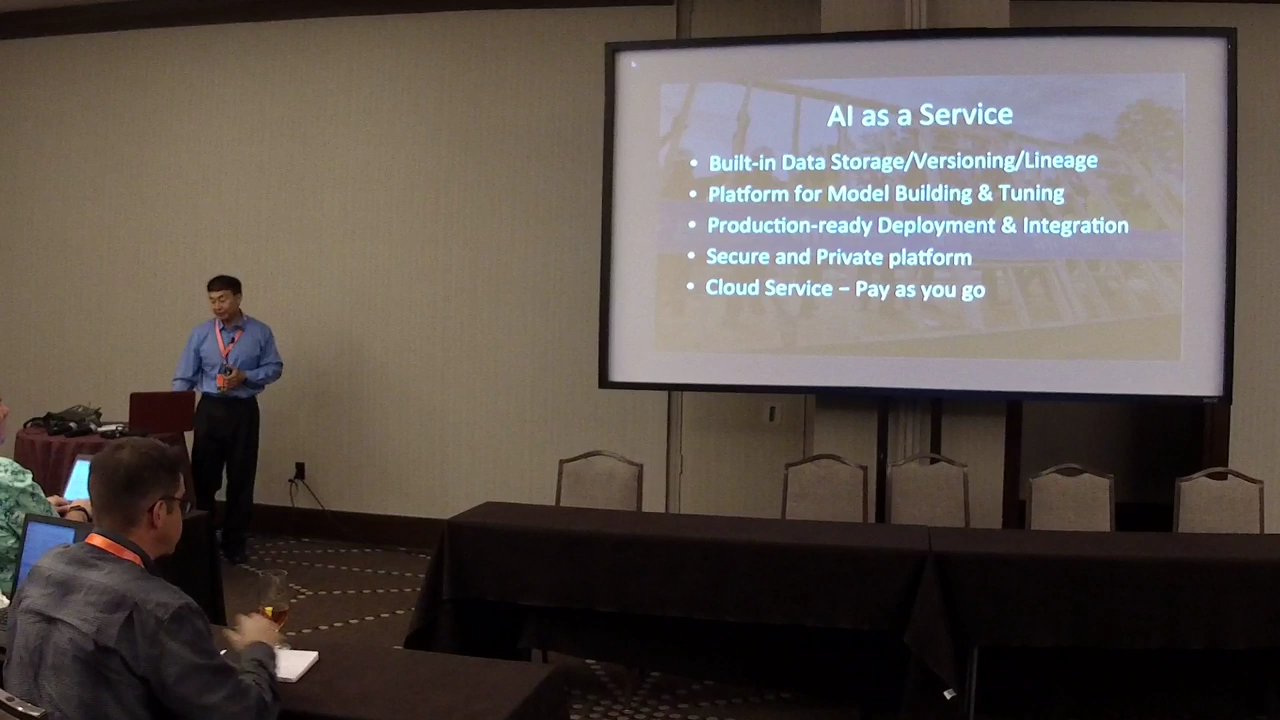 AI as a Service
• Built-in Data Storage/Versioning/Lineage
• Platform for Model Building & Tuning
• Production-ready Deployment & Integration
• Secure and Private platform
• Cloud Service – Pay as you go